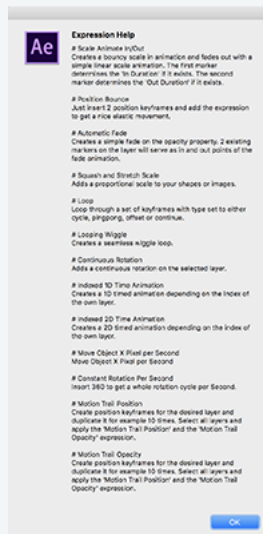 Ae
Expression Help
# Scale Animate In/Out
Creates a bouncy scale in animation and fedes out with a
simple linear scale animation. The first marker
determines the 'In Duration' if it exists. The second
marker determines the 'Out Duration' if it exists.
# Position Bounce
Just insert 2 position keyframes and add the expression
to get a nice elastic movement.
# Automatic Fade
Creates a simple fade on the opacity property. 2 existing
markers on the layer will serve as in and out points of the
fade animation.
# Squash and Stretch Scale
Adds a proportional scale to your shapes or images.
# Loop
Loop through a set of keyframes with type set to either
cycle, pingpong, offset or continue.
# Looping Wiggle
Creates a seamless wiggle loop.
# Continuous Rotation
Adds a continuous rotation on the selected layer.
# Indexed 1D Time Animation
Creates a 1D timed animation depending on the Index of
the own layer.
# Indexed 2D Time Animation
Creates a 2D timed animation depending on the index of
the own layer.
# Move Object X Pixel per Second
Move Object X Pixel per Second
# Constant Rotation Per Second
Insert 360 to get a whole rotation cycle per Second.
# Motion Trail Position
Create position keyframes for the desired layer and
duplicate it for example 10 times. Select all layers and
apply the 'Motion Trail Position' and the 'Motion Trail
Opacity' expression.
# Motion Trail Opacity
Create position keyframes for the desired layer and
duplicate it for example 10 times. Select all layers and
apply the 'Motion Trail Position' and the 'Motion Trail
Opacity' expression.
OK